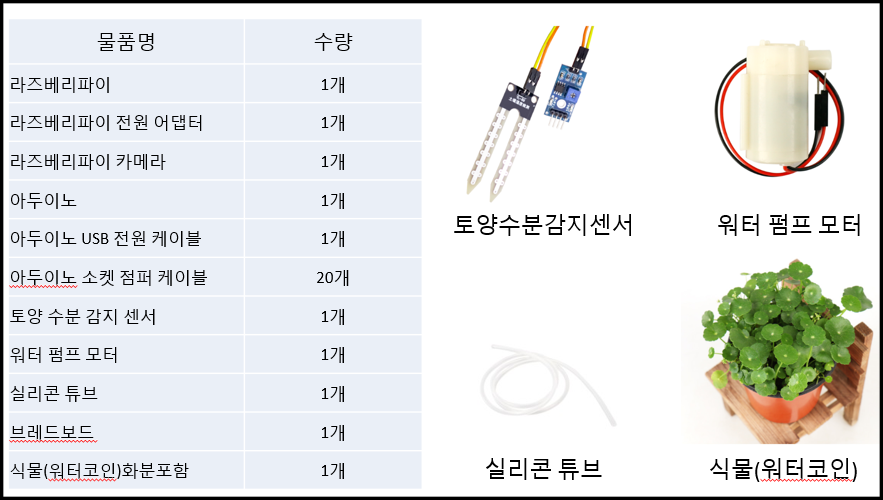 물품명 수량
라즈베리파이 1개
라즈베리파이 전원 어댑터 1개
라즈베리파이 카메라 1개
아두이노 1개
아두이노 USB 전원 케이블 1개
아두이노 소켓 점퍼 케이블 20개
토양 수분 감지 센서 1개
워터 펌프 모터 1개
실리콘 튜브 1개
브레드보드 1개
식물(워터코인)화분포함 1개
토양수분감지센서
워터 펌프 모터
실리콘 튜브
식물(워터코인)